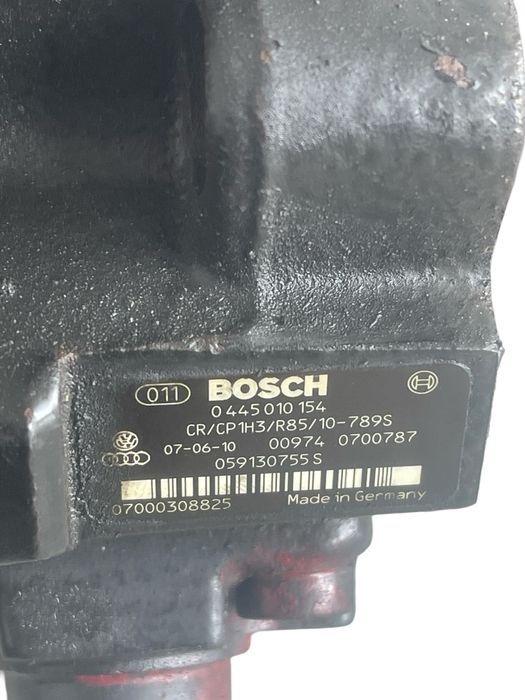 011 BOSCH
0 445 010 154
CR/CP1H3/R85/10-789S
07-06-10 00974 0700787
059130755 S
07000308825 Made in Germany